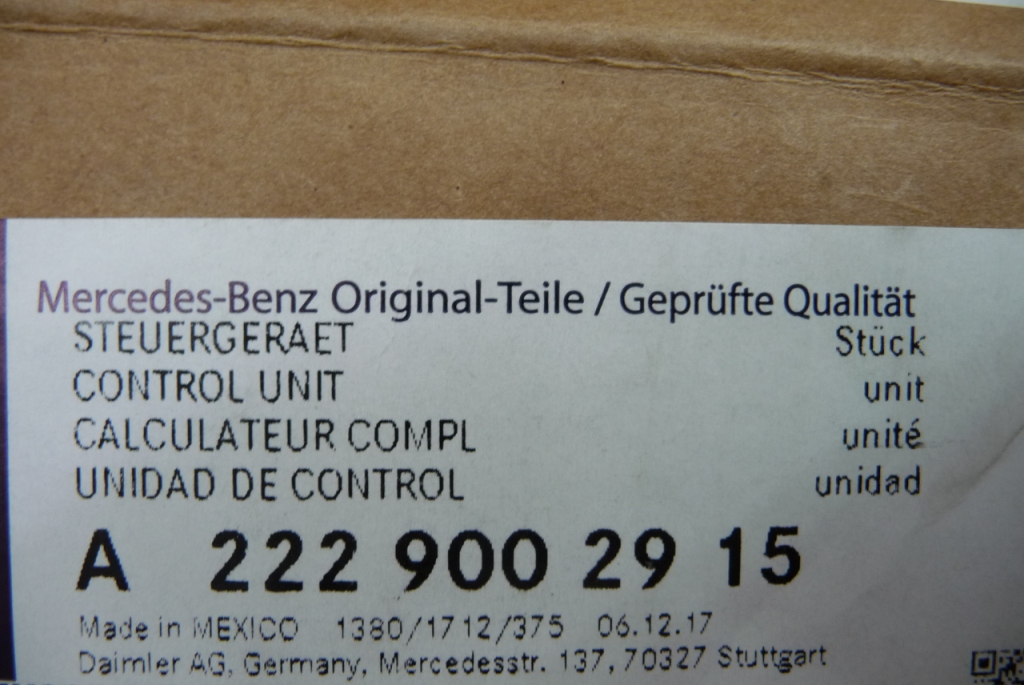 Mercedes-Benz Original-Teile / Geprüfte Qualität
STEUERGERAET Stück
CONTROL UNIT unit
CALCULATEUR COMPL unité
UNIDAD DE CONTROL unidad
A 222 900 29 15
Made in MEXICO 1380/1712/375 06.12.17
Daimler AG, Germany, Mercedesstr. 137, 70327 Stuttgart